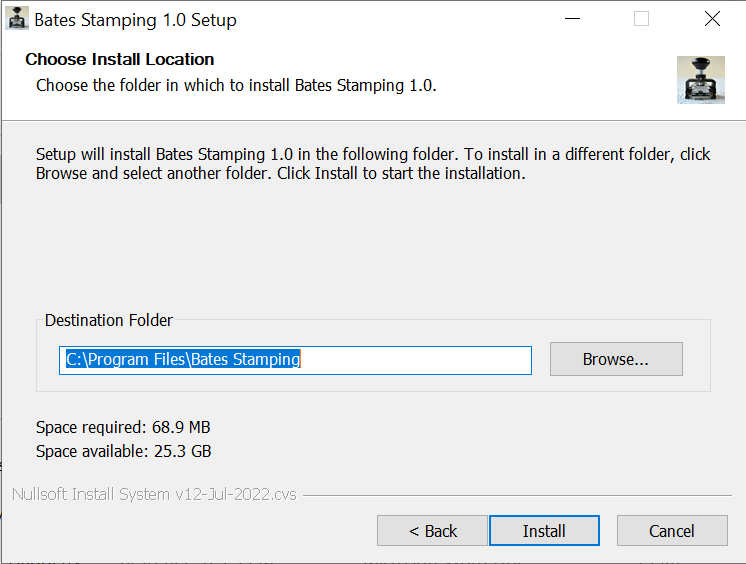 Bates Stamping 1.0 Setup
Choose Install Location
Choose the folder in which to install Bates Stamping 1.0.
Setup will install Bates Stamping 1.0 in the following folder. To install in a different folder, click
Browse and select another folder. Click Install to start the installation.
Destination Folder
C:\Program Files\Bates Stamping
Browse...
Space required: 68.9 MB
Space available: 25.3 GB
Nullsoft Install System v12-Jul-2022.cvs
< Back
Install
Cancel